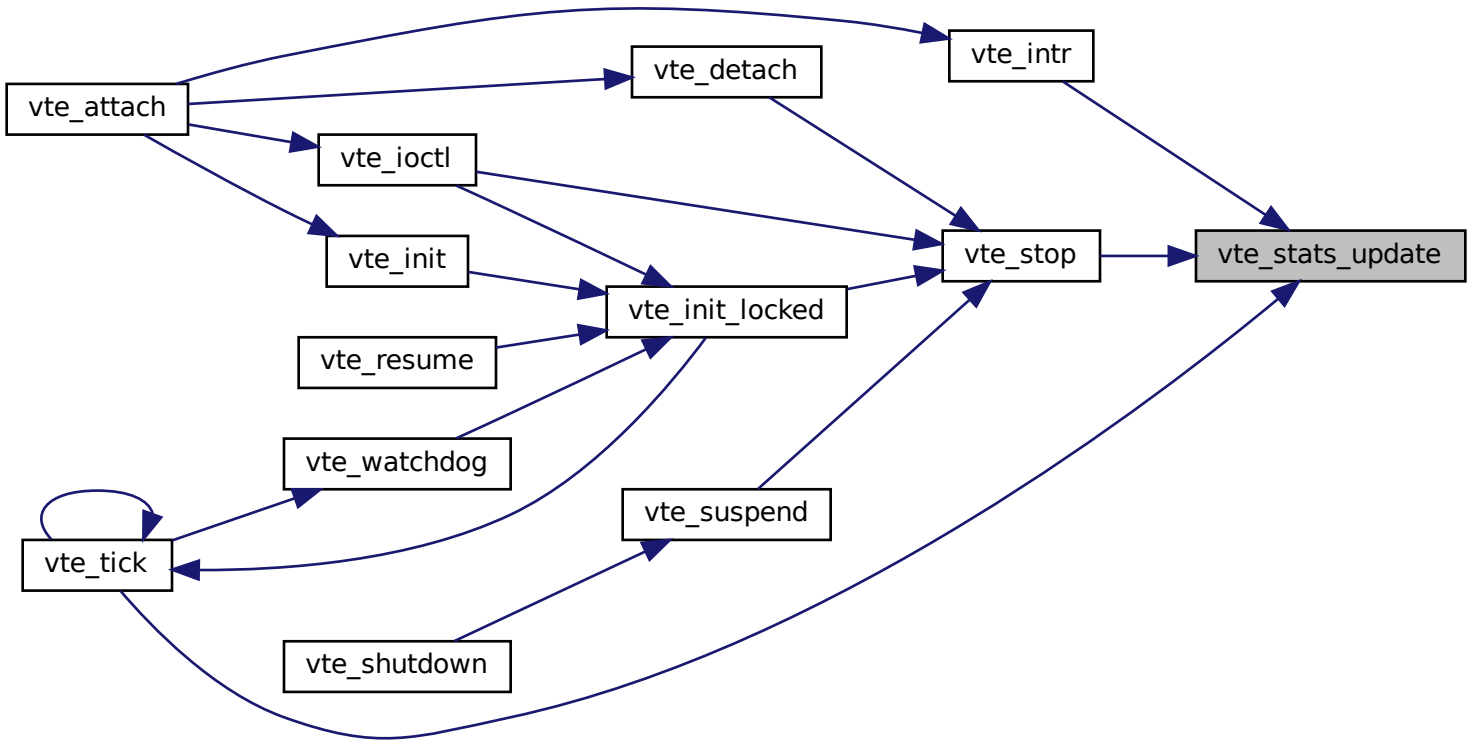 vte_intr
vte_detach
vte_attach
vte_ioctl
vte_init
vte_stop
vte_stats_update
vte_init_locked
vte_resume
vte_watchdog
vte_suspend
vte_tick
vte_shutdown